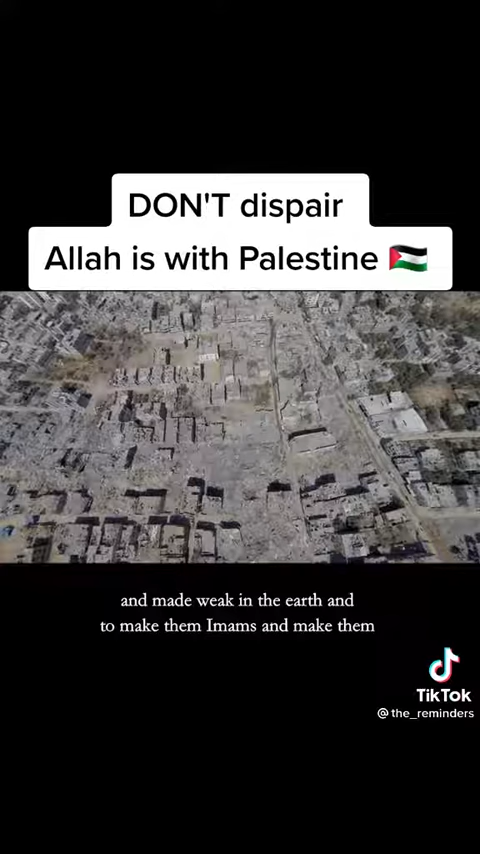 DON'T dispair
Allah is with Palestine 🇵🇸
and made weak in the earth and
to make them Imams and make them
TikTok
@the_reminders